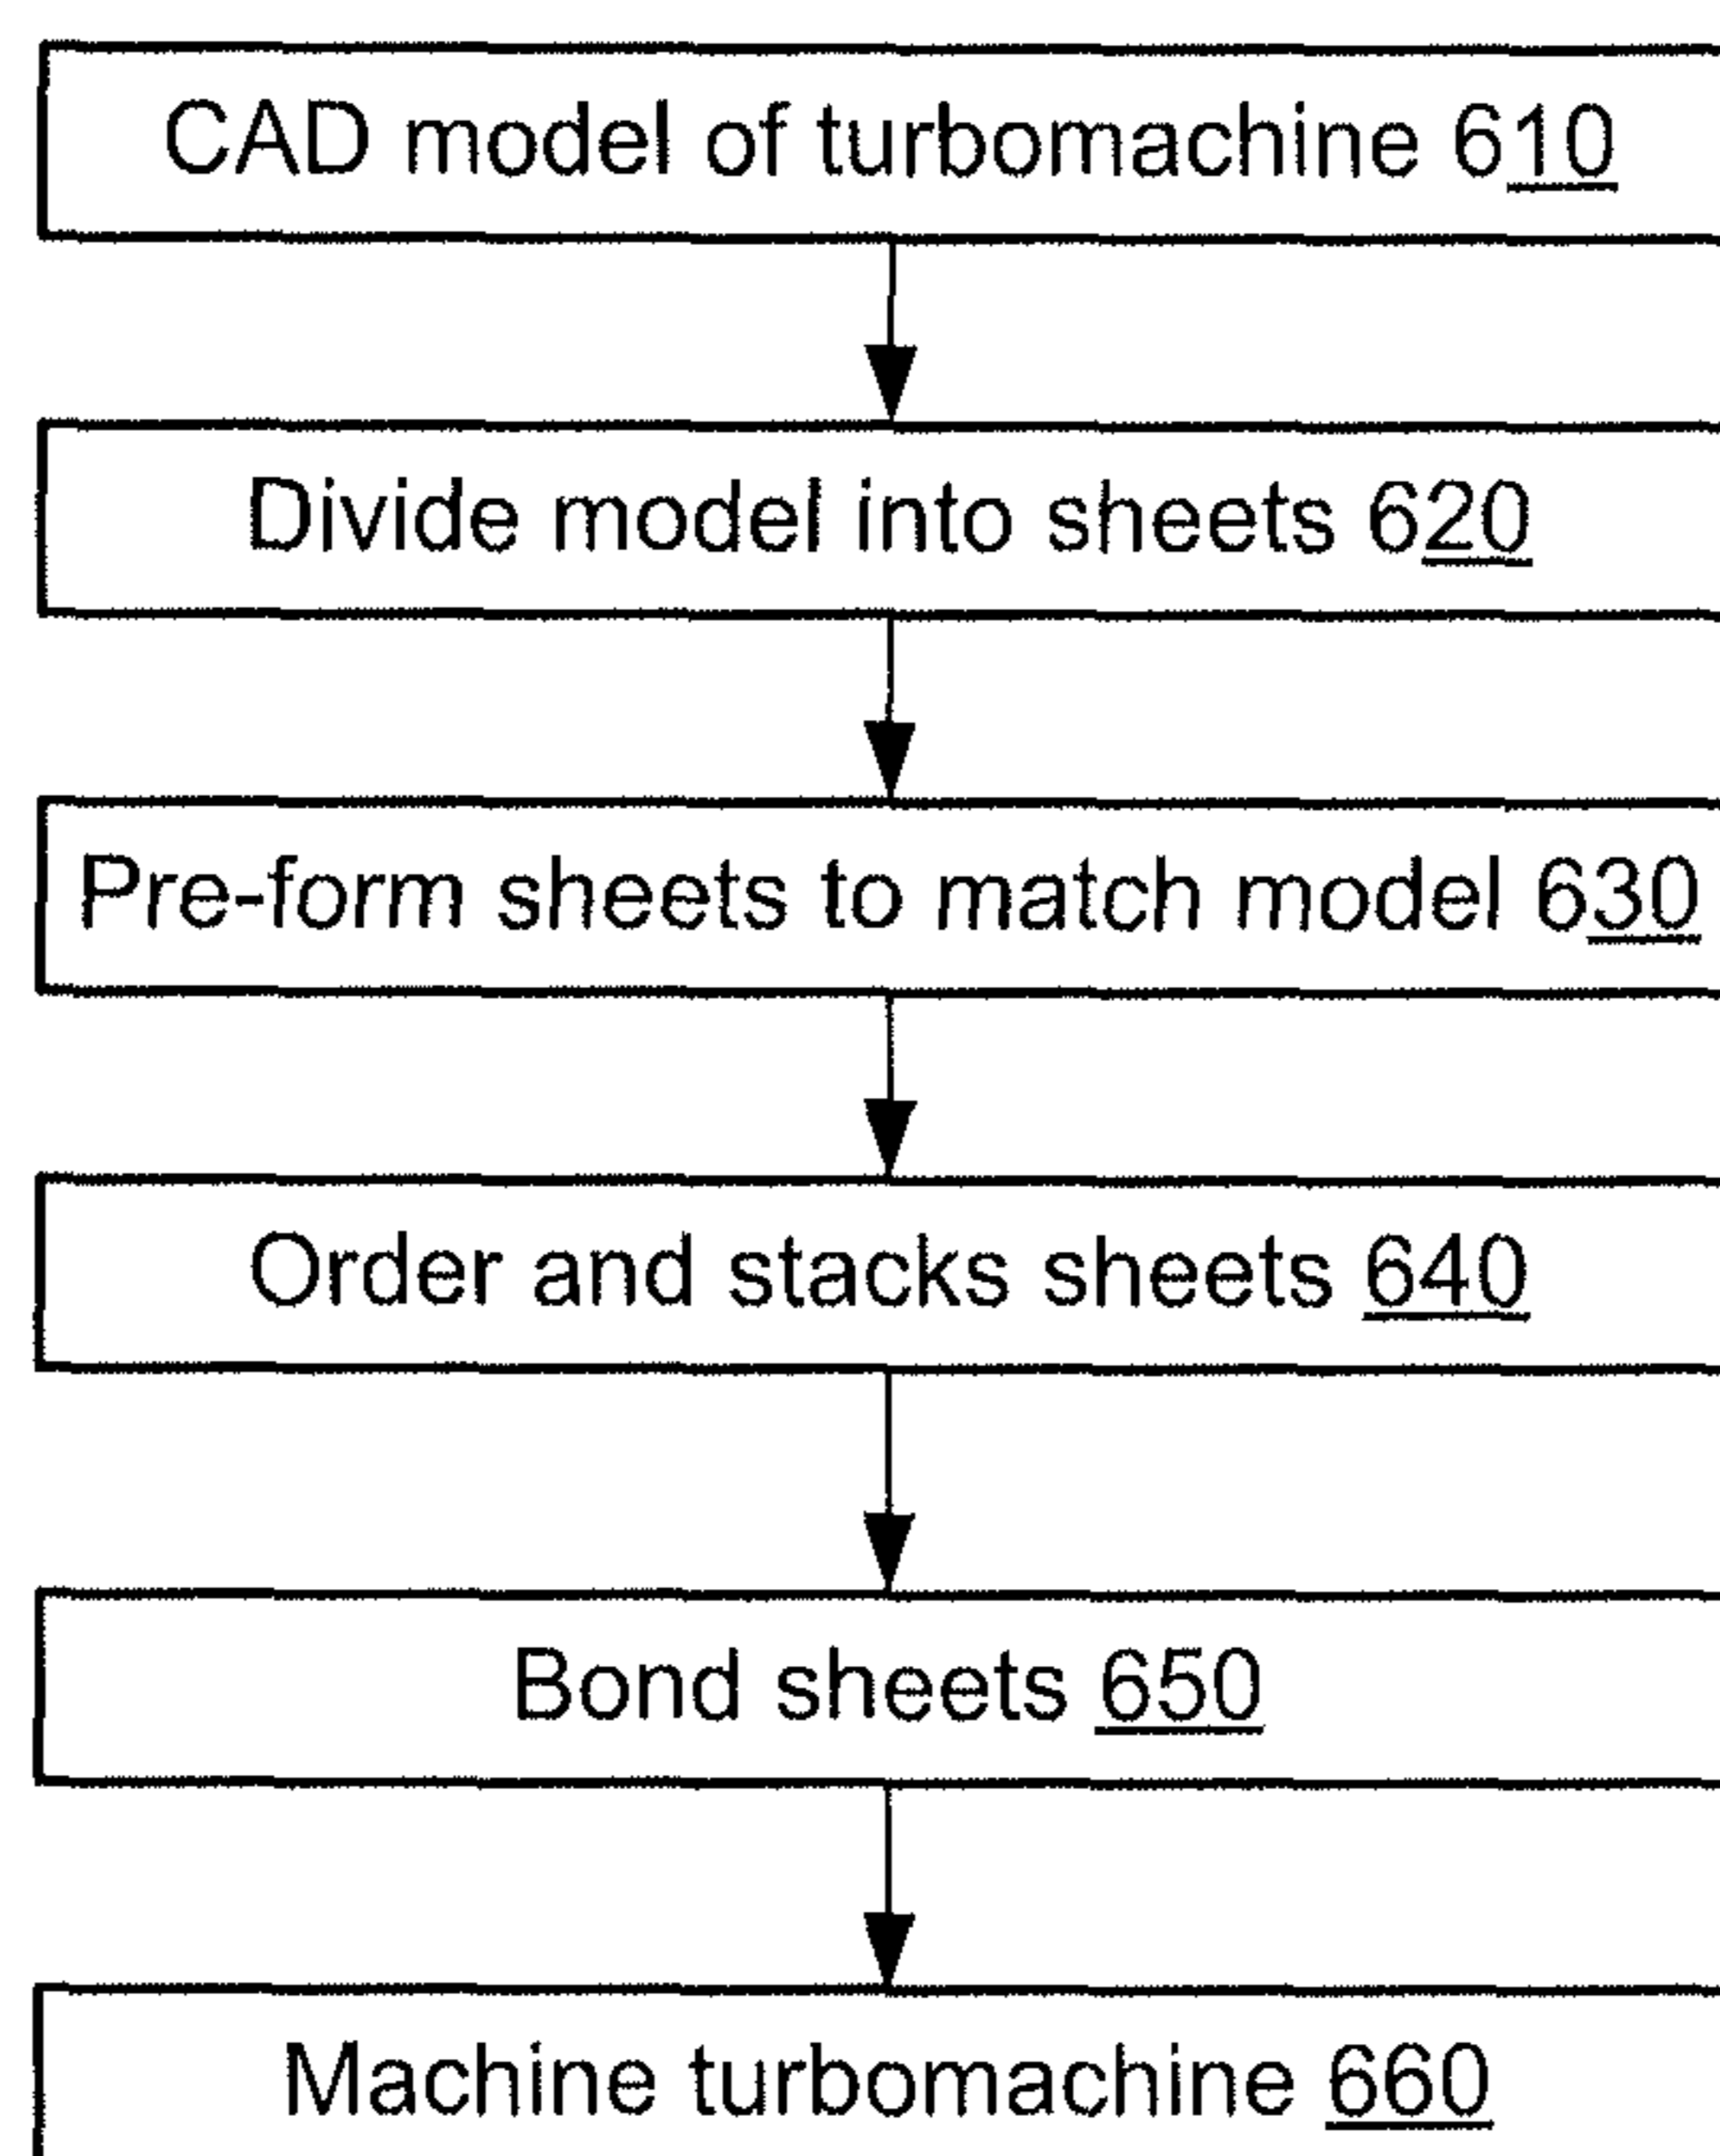 CAD model of turbomachine 610
Divide model into sheets 620
Pre-form sheets to match model 630
Order and stacks sheets 640
Bond sheets 650
Machine turbomachine 660